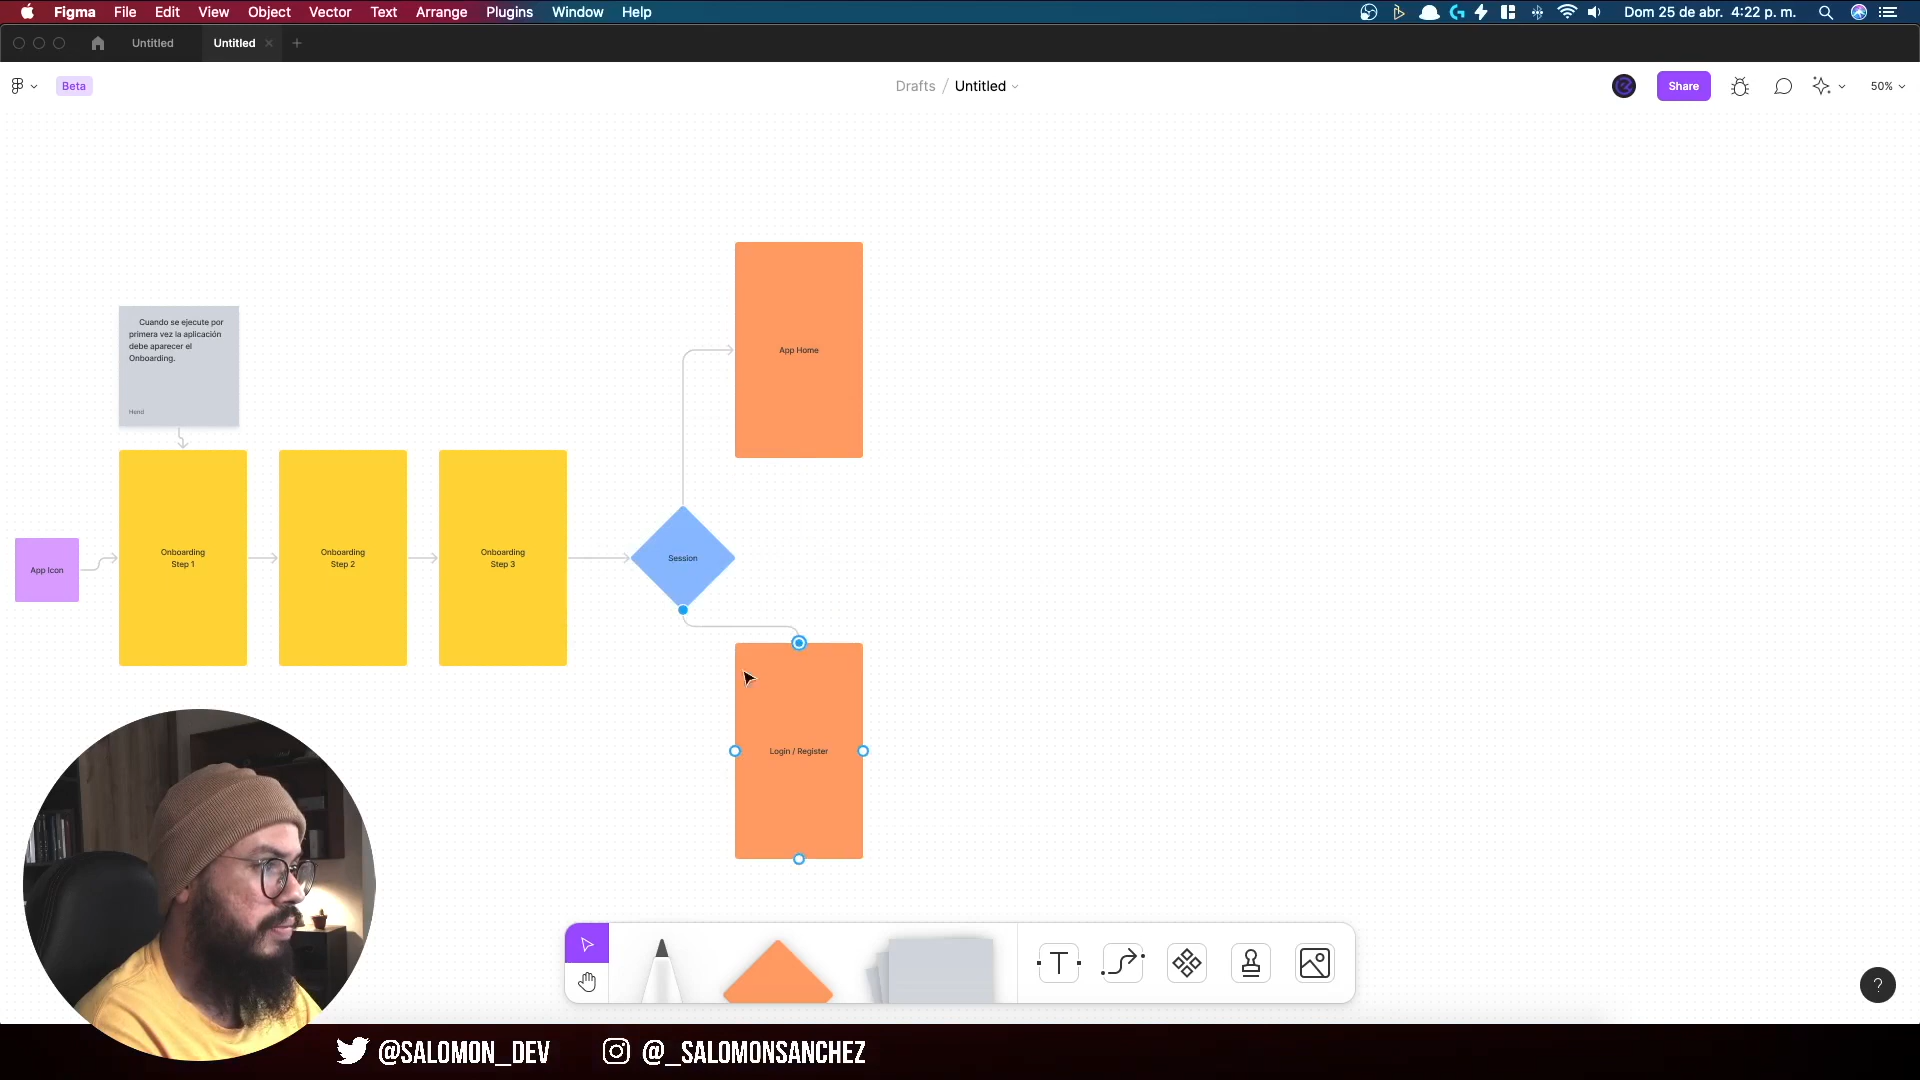 Figma File Edit View Object Vector Text Arrange Plugins Window Help
Dom 25 de abr. 4:22 p. m.
Untitled
Untitled
Beta
Drafts / Untitled
Share
50%
App Home
Cuando se ejecute por
primera vez la aplicación
debe aparecer el
Onboarding.
Hend
App Icon
Onboarding
Step 1
Onboarding
Step 2
Onboarding
Step 3
Session
Login / Register
T
?
@SALOMON_DEV
@_SALOMONSANCHEZ